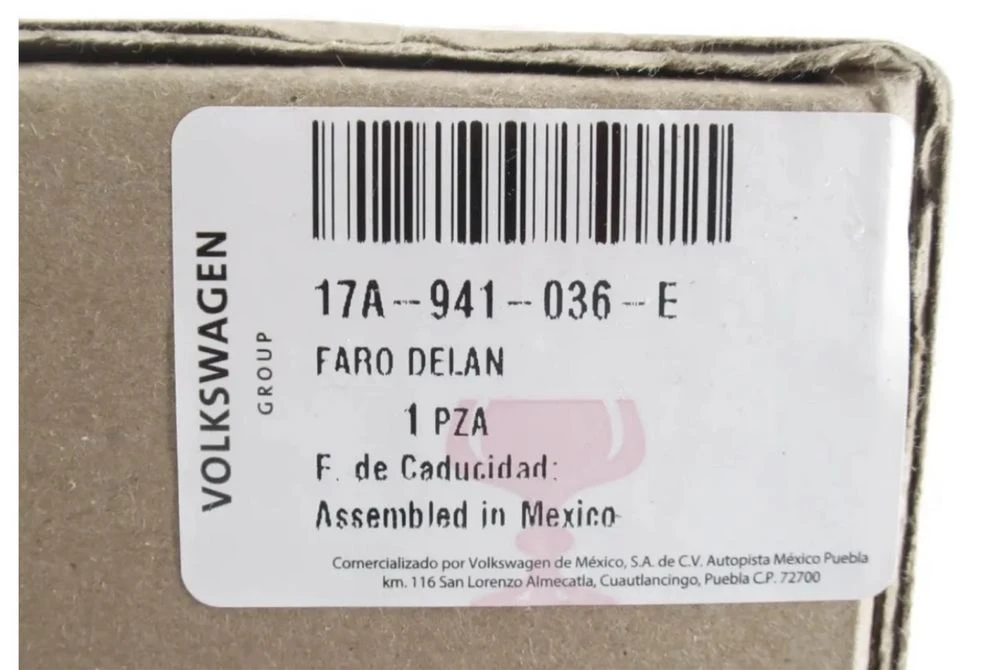 VOLKSWAGEN
GROUP
17A-941-036-E
FARO DELAN
1 PZA
F. de Caducidad:
Assembled in Mexico
Comercializado por Volkswagen de México, S.A. de C.V. Autopista México Puebla
km. 116 San Lorenzo Almecatla, Cuautlancingo, Puebla C.P. 72700